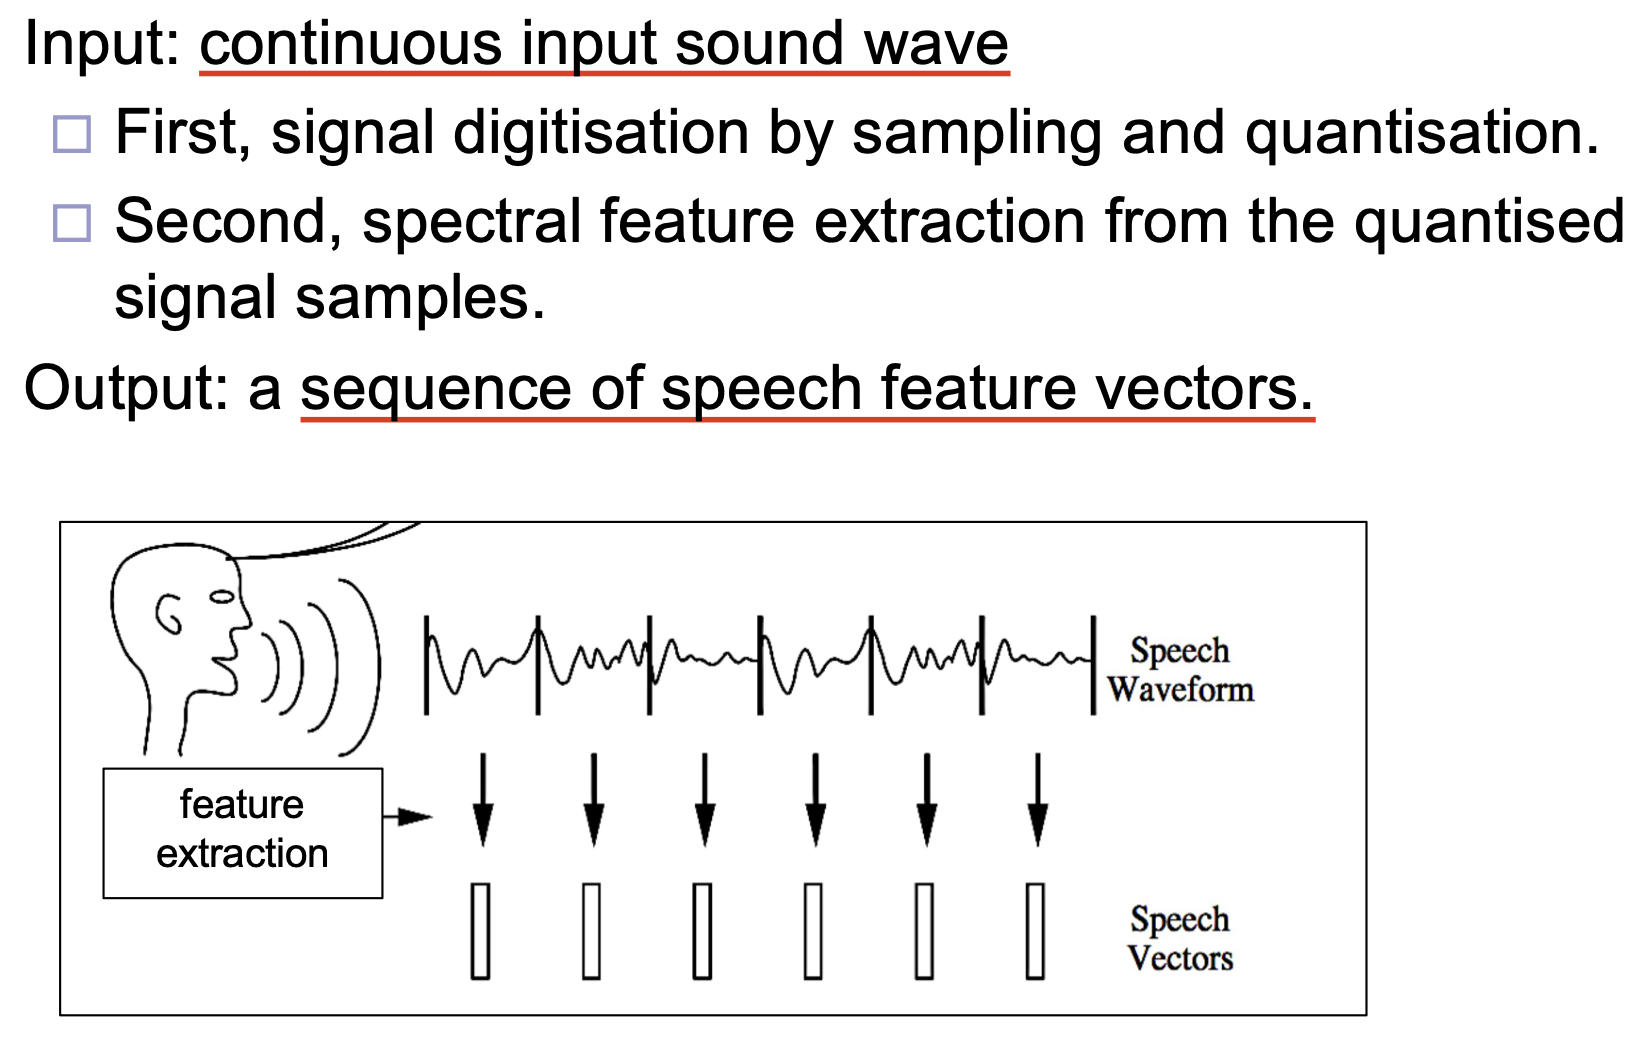 Input: continuous input sound wave
First, signal digitisation by sampling and quantisation.
Second, spectral feature extraction from the quantised
signal samples.
Output: a sequence of speech feature vectors.
Speech
Waveform
feature
extraction
Speech
Vectors